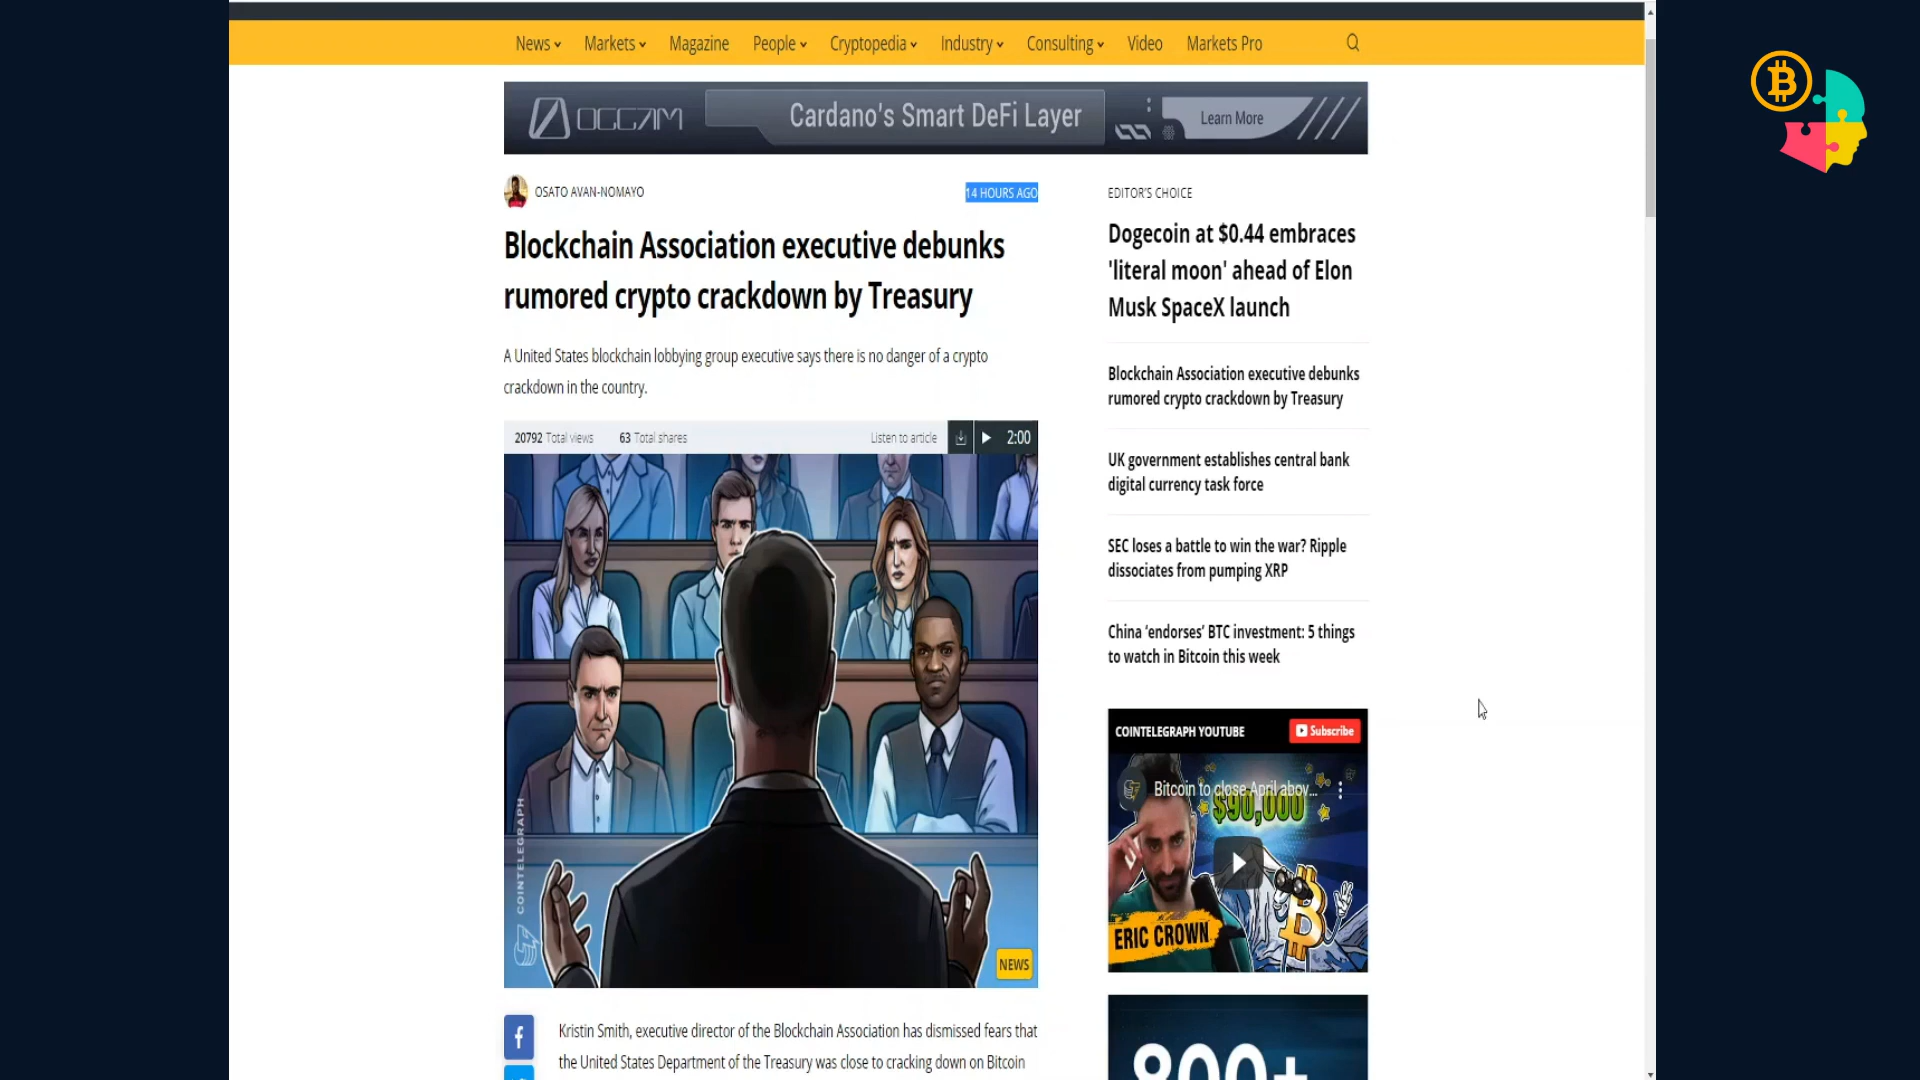 News Markets Magazine People Cryptopedia Industry Consulting Video Markets Pro
Cardano's Smart DeFi Layer
Learn More
OSATO AVAN-NOMAYO
14 HOURS AGO
Blockchain Association executive debunks
rumored crypto crackdown by Treasury
A United States blockchain lobbying group executive says there is no danger of a crypto
crackdown in the country.
20792 Total views 63 Total shares Listen to article 2:00
COINTELEGRAPH
NEWS
Kristin Smith, executive director of the Blockchain Association has dismissed fears that
the United States Department of the Treasury was close to cracking down on Bitcoin
EDITOR'S CHOICE
Dogecoin at $0.44 embraces
'literal moon' ahead of Elon
Musk SpaceX launch
Blockchain Association executive debunks
rumored crypto crackdown by Treasury
UK government establishes central bank
digital currency task force
SEC loses a battle to win the war? Ripple
dissociates from pumping XRP
China ‘endorses’ BTC investment: 5 things
to watch in Bitcoin this week
COINTELEGRAPH YOUTUBE
Subscribe
Bitcoin to close April abov...
$90,000
ERIC CROWN
800+